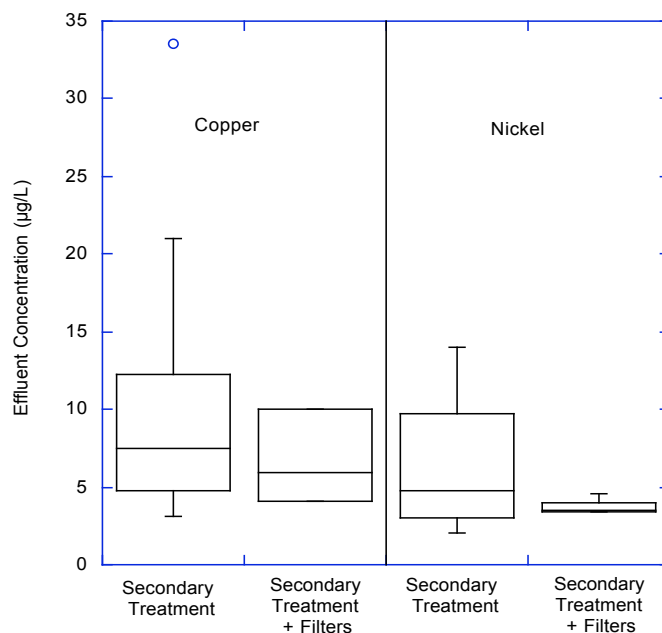 35
30
25
20
15
10
5
0
Effluent Concentration (µg/L)
Copper
Nickel
Secondary
Treatment
Secondary
Treatment
+ Filters
Secondary
Treatment
Secondary
Treatment
+ Filters